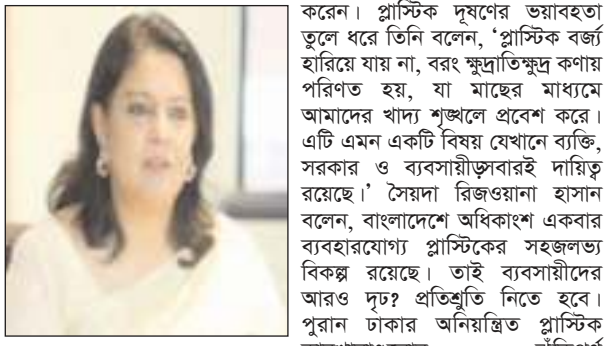 করেন। প্লাস্টিক দূষণের ভয়াবহতা
তুলে ধরে তিনি বলেন, ‘প্লাস্টিক বর্জ্য
হারিয়ে যায় না, বরং ক্ষুদ্রাতিক্ষুদ্র কণায়
পরিণত হয়, যা মাছের মাধ্যমে
আমাদের খাদ্য শৃঙ্খলে প্রবেশ করে।
এটি এমন একটি বিষয় যেখানে ব্যক্তি,
সরকার ও ব্যবসায়ীড়সবারই দায়িত্ব
রয়েছে।’ সৈয়দা রিজওয়ানা হাসান
বলেন, বাংলাদেশে অধিকাংশ একবার
ব্যবহারযোগ্য প্লাস্টিকের সহজলভ্য
বিকল্প রয়েছে। তাই ব্যবসায়ীদের
আরও দৃঢ়? প্রতিশ্রুতি নিতে হবে।
পুরান ঢাকার অনিয়ন্ত্রিত প্লাস্টিক